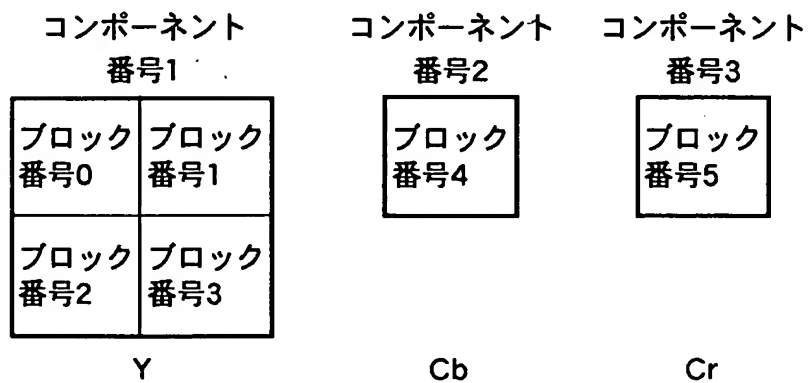 コンポーネント
番号1
コンポーネント
番号2
コンポーネント
番号3
ブロック
番号0
ブロック
番号1
ブロック
番号2
ブロック
番号3
ブロック
番号4
ブロック
番号5
Y
Cb
Cr